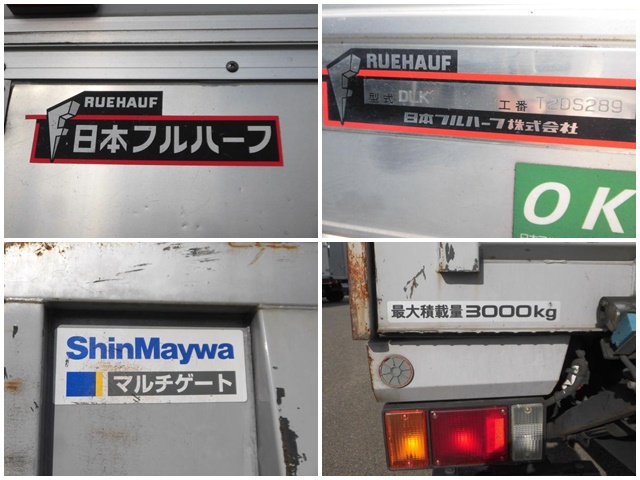 RUEHAUF
日本フルハーフ
RUEHAUF
型式 DLK
工番 T2DS289
日本フルハーフ株式会社
OK
ShinMaywa
マルチゲート
最大積載量3000kg